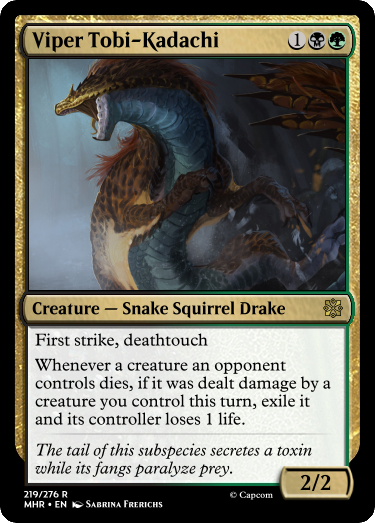 Viper Tobi-Kadachi 1
Creature — Snake Squirrel Drake
First strike, deathtouch
Whenever a creature an opponent
controls dies, if it was dealt damage by a
creature you control this turn, exile it
and its controller loses 1 life.
The tail of this subspecies secretes a toxin
while its fangs paralyze prey.
2/2
219/276 R
MHR • EN Sabrina Frerichs
© Capcom